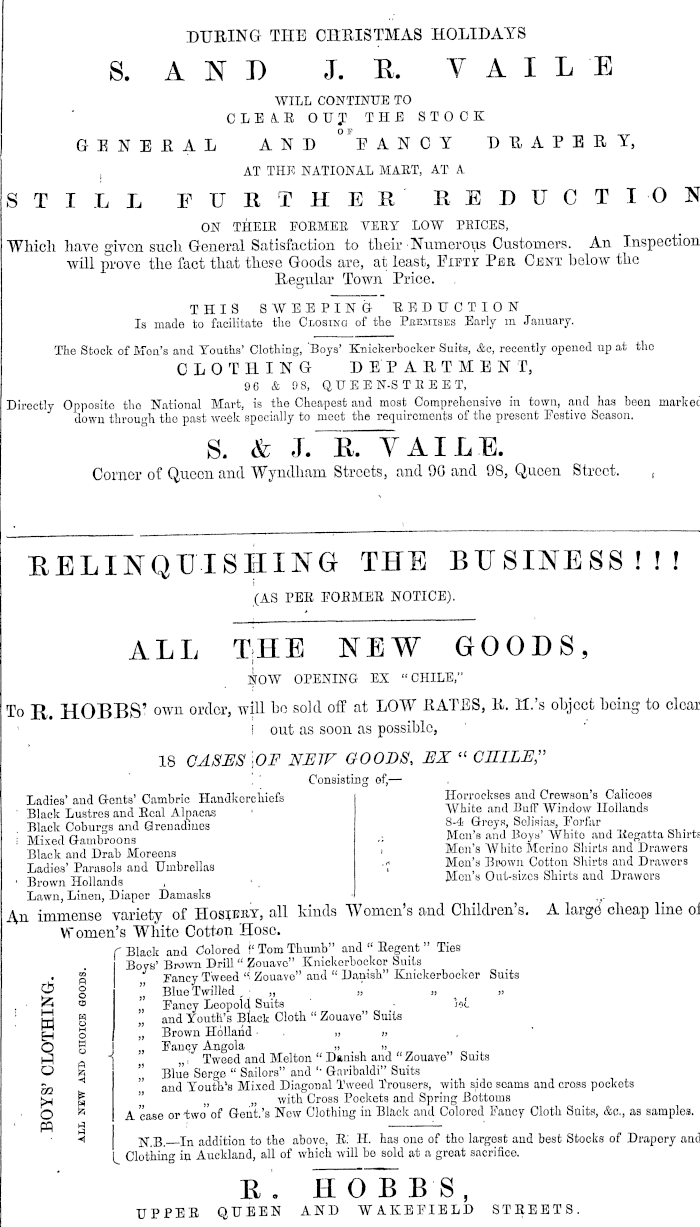 DURING THE CHRISTMAS HOLIDAYS
S. AND J. R. VAILE
WILL CONTINUE TO
CLEAR OUT THE STOCK
OF
GENERAL AND FANCY DRAPERY,
AT THE NATIONAL MART, AT A
STILL FURTHER REDUCTION
ON THEIR FORMER VERY LOW PRICES,
Which have given such General Satisfaction to their Numerous Customers. An Inspection
will prove the fact that these Goods are, at least, FIFTY PER CENT below the
Regular Town Price.
THIS SWEEPING REDUCTION
Is made to facilitate the CLOSING of the PREMISES Early in January.
The Stock of Men's and Youths' Clothing, Boys' Knickerbocker Suits, &c, recently opened up at the
CLOTHING DEPARTMENT,
96 & 98, QUEEN-STREET,
Directly Opposite the National Mart, is the Cheapest and most Comprehensive in town, and has been marked
down through the past week specially to meet the requirements of the present Festive Season.
S. & J. R. VAILE.
Corner of Queen and Wyndham Streets, and 96 and 98, Queen Street.
RELINQUISHING THE BUSINESS!!!
(AS PER FORMER NOTICE).
ALL THE NEW GOODS,
NOW OPENING EX "CHILE,"
To R. HOBBS' own order, will be sold off at LOW RATES, R. H.'s object being to clear
out as soon as possible,
18 CASES OF NEW GOODS, EX "CHILE,"
Consisting of,—
Ladies' and Gents' Cambric Handkerchiefs
Black Lustres and Real Alpacas
Black Coburgs and Grenadines
Mixed Gambroons
Black and Drab Moreens
Ladies' Parasols and Umbrellas
Brown Hollands
Lawn, Linen, Diaper Damasks
Horrockses and Crewson's Calicoes
White and Buff Window Hollands
8-4 Greys, Selisias, Forfar
Men's and Boys' White and Regatta Shirts
Men's White Merino Shirts and Drawers
Men's Brown Cotton Shirts and Drawers
Men's Out-sizes Shirts and Drawers
An immense variety of HOSIERY, all kinds Women's and Children's. A large cheap line of
Women's White Cotton Hose.
BOYS' CLOTHING.
ALL NEW AND CHOICE GOODS.
Black and Colored "Tom Thumb" and "Regent" Ties
Boys' Brown Drill "Zouave" Knickerbocker Suits
„ Fancy Tweed "Zouave" and "Danish" Knickerbocker Suits
„ Blue Twilled „ „ „ „
„ Fancy Leopold Suits
„ and Youth's Black Cloth "Zouave" Suits
„ Brown Holland „ „
„ Fancy Angola „ „
„ „ Tweed and Melton "Danish and "Zouave" Suits
„ Blue Serge "Sailors" and "Garibaldi" Suits
„ and Youth's Mixed Diagonal Tweed Trousers, with side seams and cross pockets
„ „ „ with Cross Pockets and Spring Bottoms
A case or two of Gent.'s New Clothing in Black and Colored Fancy Cloth Suits, &c., as samples.
N.B.—In addition to the above, R. H. has one of the largest and best Stocks of Drapery and
Clothing in Auckland, all of which will be sold at a great sacrifice.
R. HOBBS,
UPPER QUEEN AND WAKEFIELD STREETS.